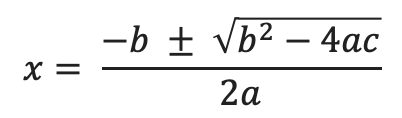 x = (−b ± √(b² − 4ac)) / 2a